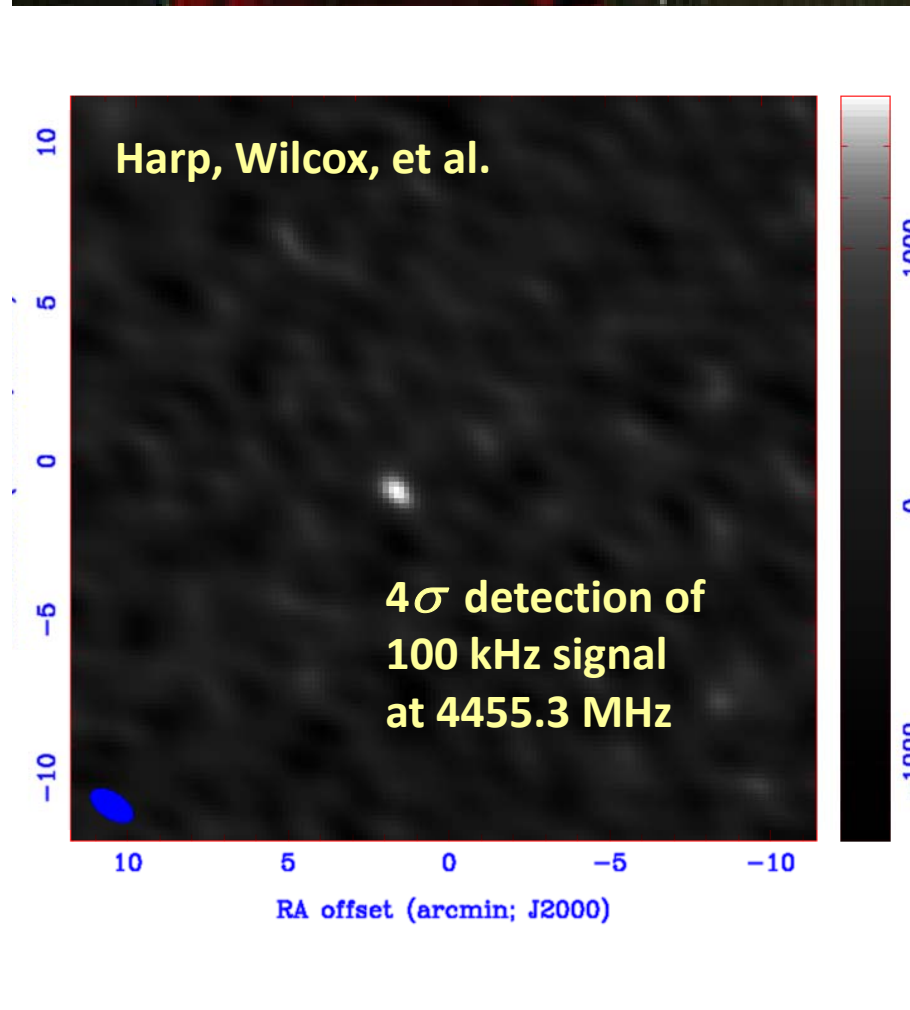 Harp, Wilcox, et al.
4σ detection of
100 kHz signal
at 4455.3 MHz
10
5
0
−5
−10
10
5
0
−5
−10
RA offset (arcmin; J2000)